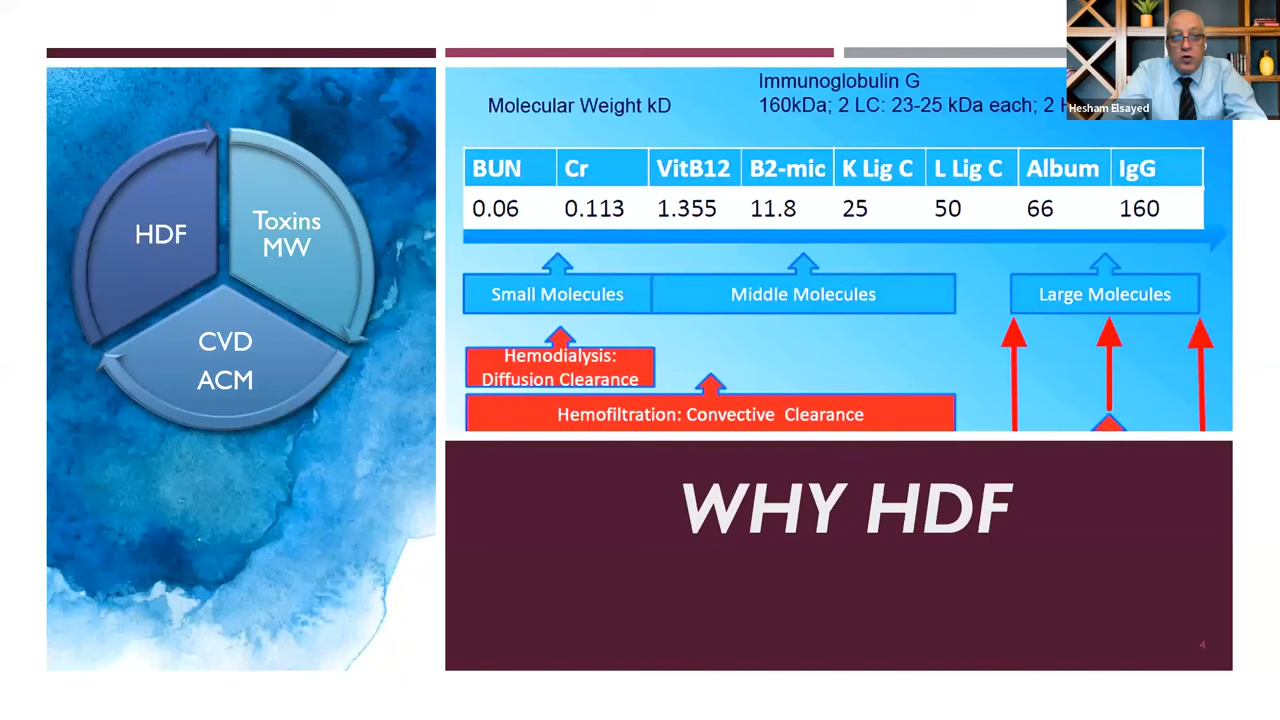 HDF
Toxins
MW
CVD
ACM
Molecular Weight kD
Immunoglobulin G
160kDa; 2 LC: 23-25 kDa each; 2
Hesham Elsayed
BUN Cr VitB12 B2-mic K Lig C L Lig C Album IgG
0.06 0.113 1.355 11.8 25 50 66 160
Small Molecules Middle Molecules Large Molecules
Hemodialysis:
Diffusion Clearance
Hemofiltration: Convective Clearance
WHY HDF
4